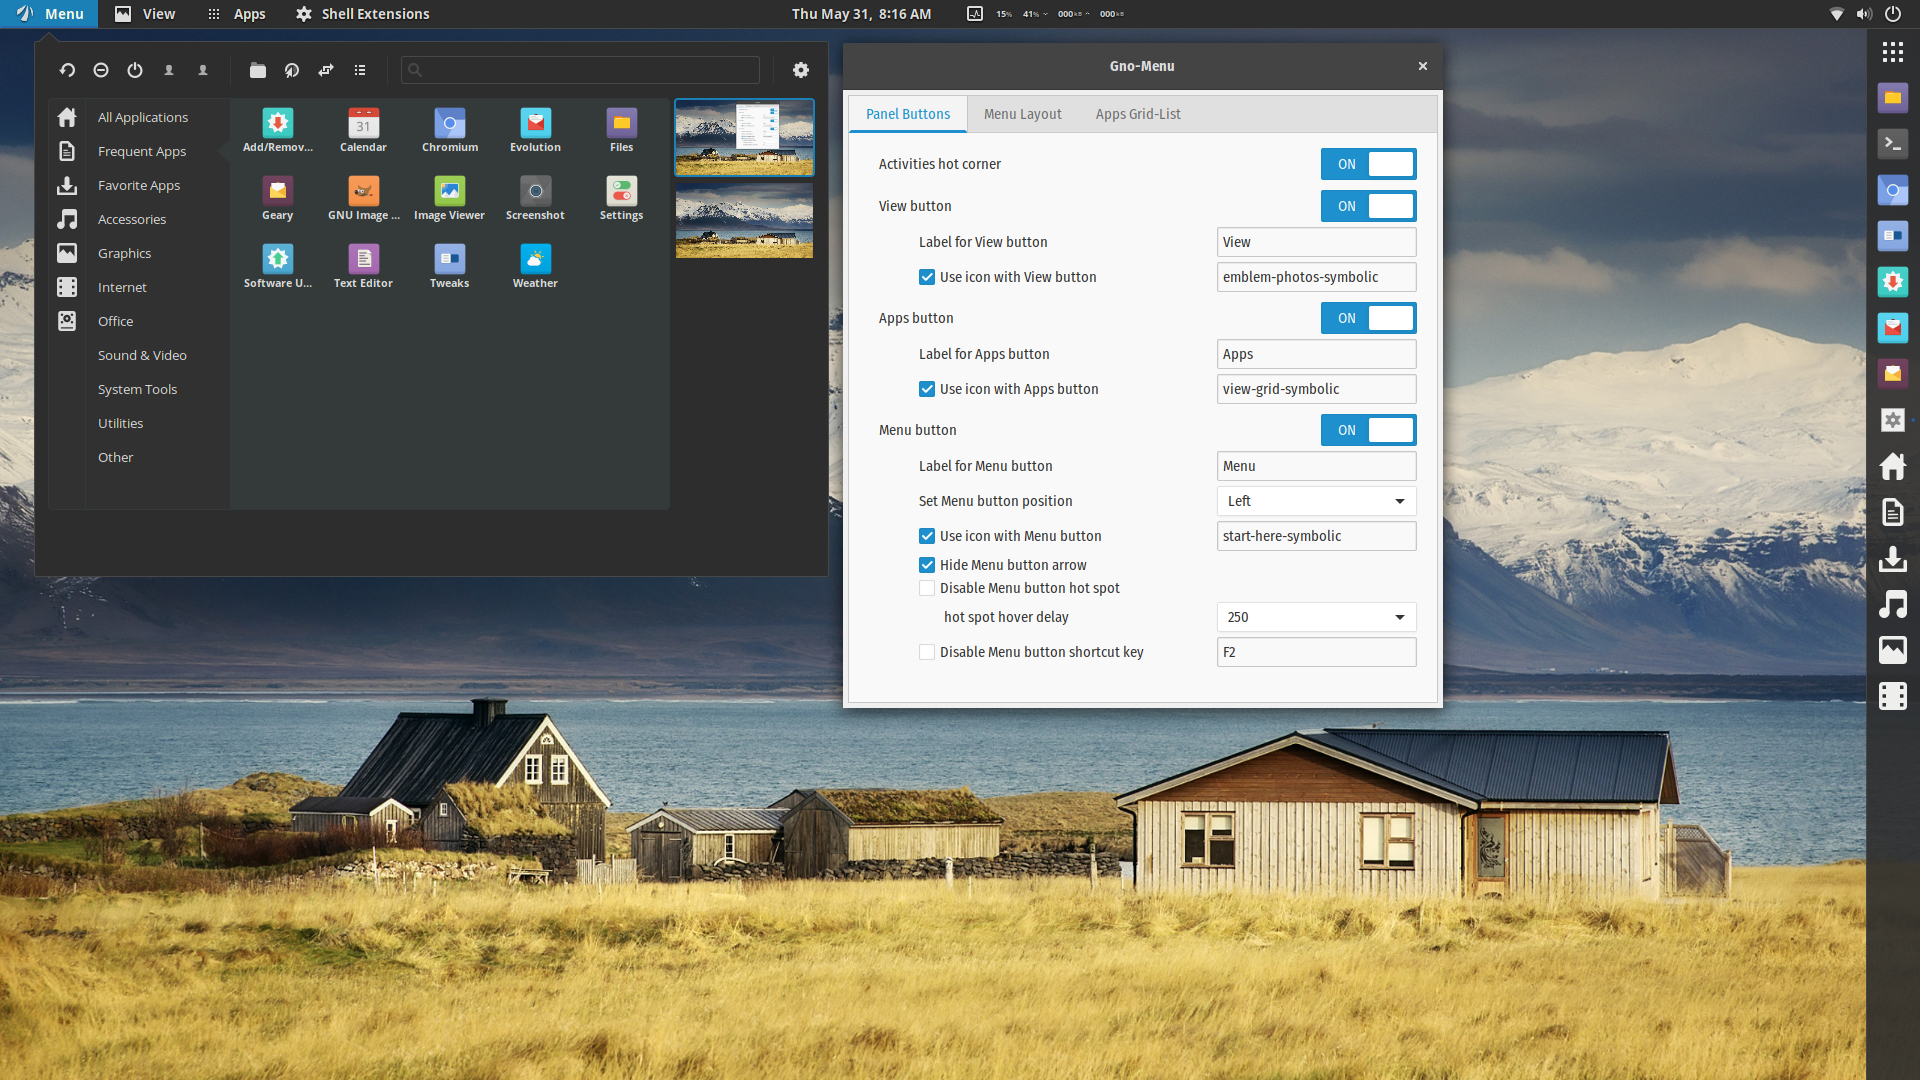 Menu View Apps Shell Extensions Thu May 31, 8:16 AM 15% 41% 000 kB 000 kB
All Applications
Frequent Apps
Favorite Apps
Accessories
Graphics
Internet
Office
Sound & Video
System Tools
Utilities
Other
Add/Remov... Calendar Chromium Evolution Files
31
Geary GNU Image ... Image Viewer Screenshot Settings
Software U... Text Editor Tweaks Weather
Gno-Menu
Panel Buttons Menu Layout Apps Grid-List
Activities hot corner ON
View button ON
Label for View button View
Use icon with View button emblem-photos-symbolic
Apps button ON
Label for Apps button Apps
Use icon with Apps button view-grid-symbolic
Menu button ON
Label for Menu button Menu
Set Menu button position Left
Use icon with Menu button start-here-symbolic
Hide Menu button arrow
Disable Menu button hot spot
hot spot hover delay 250
Disable Menu button shortcut key F2